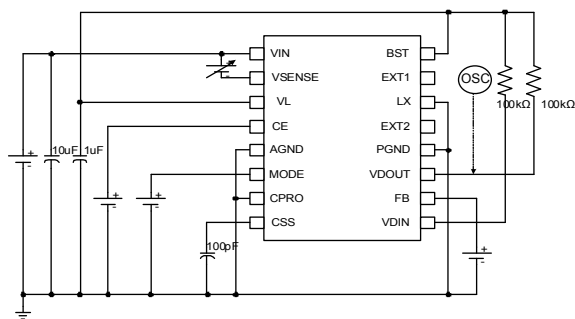 VIN
VSENSE
VL
CE
AGND
MODE
CPRO
CSS
BST
EXT1
LX
EXT2
PGND
VDOUT
FB
VDIN
OSC
100kΩ
100kΩ
10uF
1uF
100pF